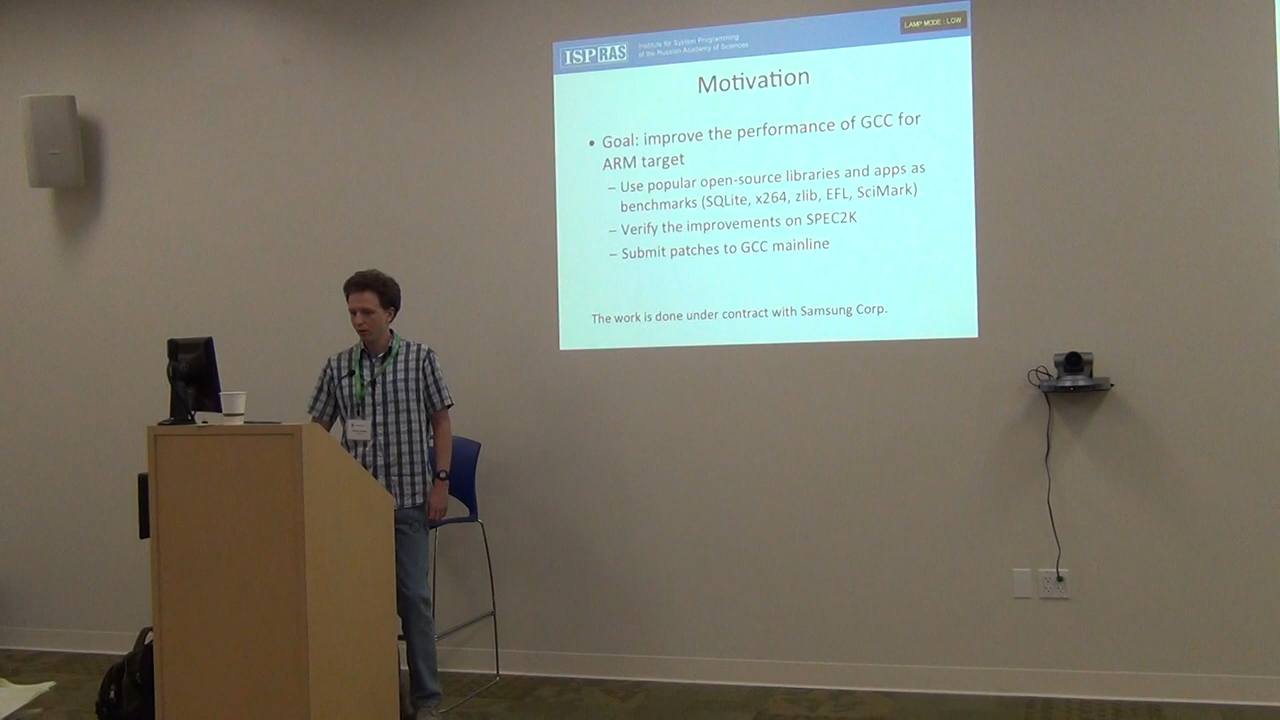 LAMP MODE : LOW
ISPRAS
Institute for System Programming
of the Russian Academy of Sciences
Motivation
• Goal: improve the performance of GCC for
ARM target
– Use popular open-source libraries and apps as
benchmarks (SQLite, x264, zlib, EFL, SciMark)
– Verify the improvements on SPEC2K
– Submit patches to GCC mainline
The work is done under contract with Samsung Corp.